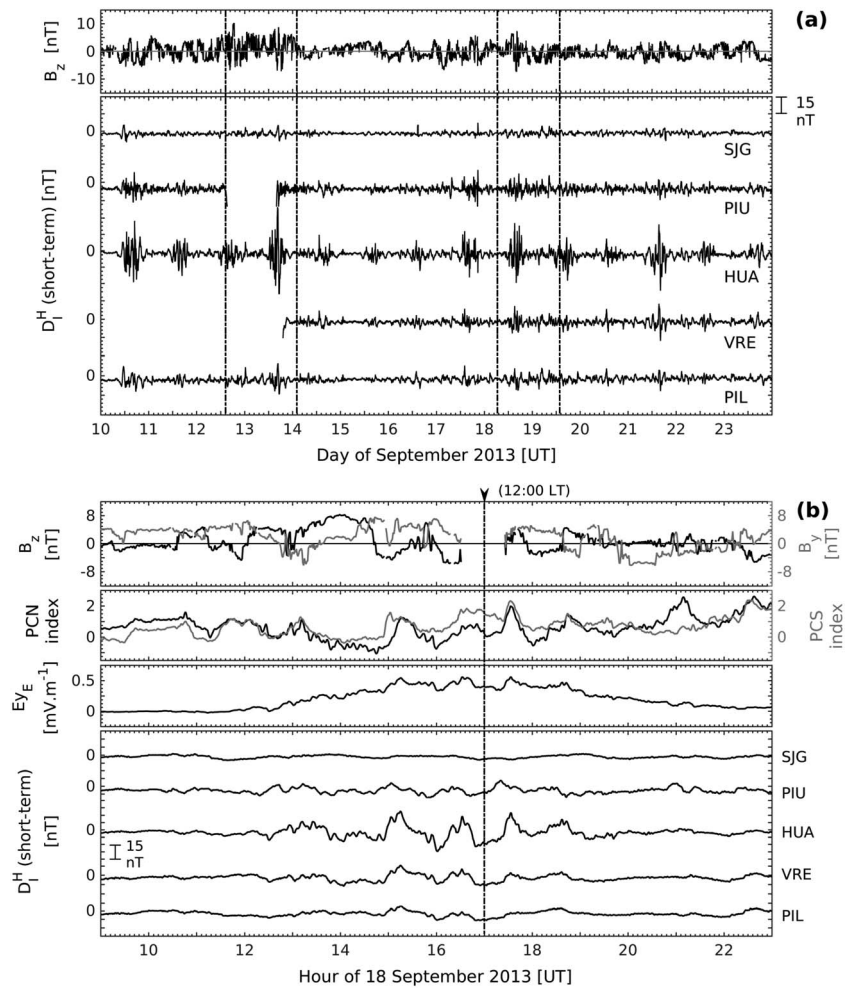 (a)
B_z [nT]
10
0
-10
15
nT
D_I^H (short-term) [nT]
0
SJG
0
PIU
0
HUA
0
VRE
0
PIL
10 11 12 13 14 15 16 17 18 19 20 21 22 23
Day of September 2013 [UT]
(12:00 LT)
(b)
B_z
[nT]
8
0
-8
8
0
-8
B_y
[nT]
PCN
index
2
0
2
0
PCS
index
Ey_E
[mV.m^-1]
0.5
0
D_I^H (short-term)
[nT]
15
nT
0
SJG
0
PIU
0
HUA
0
VRE
0
PIL
10 12 14 16 18 20 22
Hour of 18 September 2013 [UT]